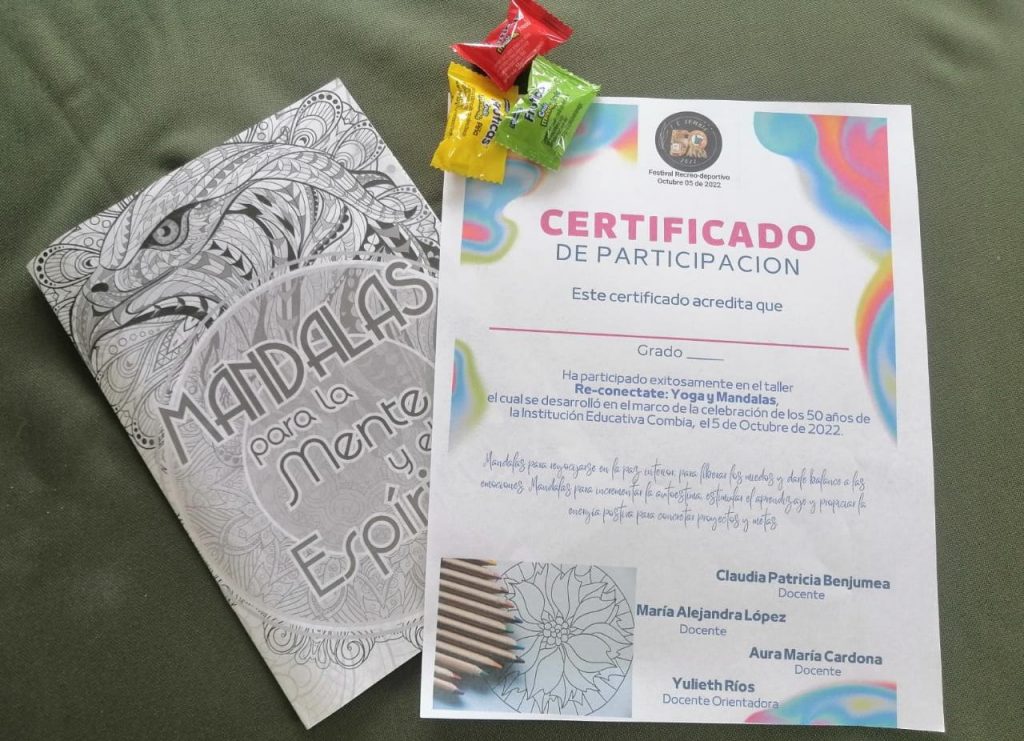 MANDALAS
para la
Mente
y el
Espíri
50
2022
Festival Recreo-deportivo
Octubre 05 de 2022
CERTIFICADO
DE PARTICIPACION
Este certificado acredita que
Grado ____
Ha participado exitosamente en el taller
Re-conectate: Yoga y Mandalas,
el cual se desarrolló en el marco de la celebración de los 50 años de
la Institución Educativa Combia, el 5 de Octubre de 2022.
Mandalas para regocijarse en la paz interior, para liberar los miedos y darle balance a las
emociones. Mandalas para incrementar la autoestima, estimular el aprendizaje y propiciar la
energía positiva para concretar proyectos y metas.
Claudia Patricia Benjumea
Docente
María Alejandra López
Docente
Aura María Cardona
Docente
Yulieth Ríos
Docente Orientadora